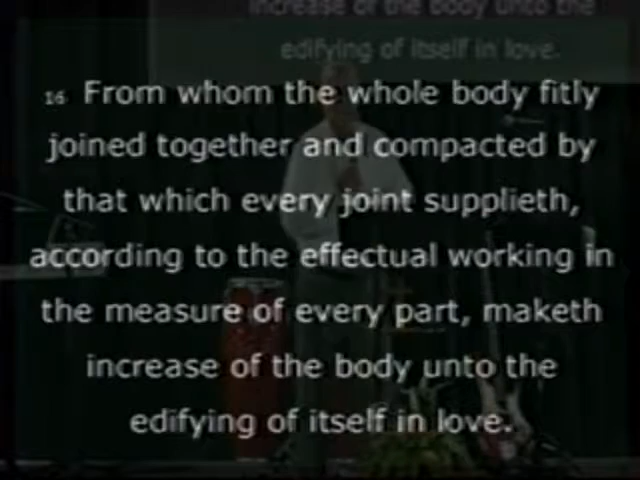 increase of the body unto the
edifying of itself in love.
16 From whom the whole body fitly
joined together and compacted by
that which every joint supplieth,
according to the effectual working in
the measure of every part, maketh
increase of the body unto the
edifying of itself in love.